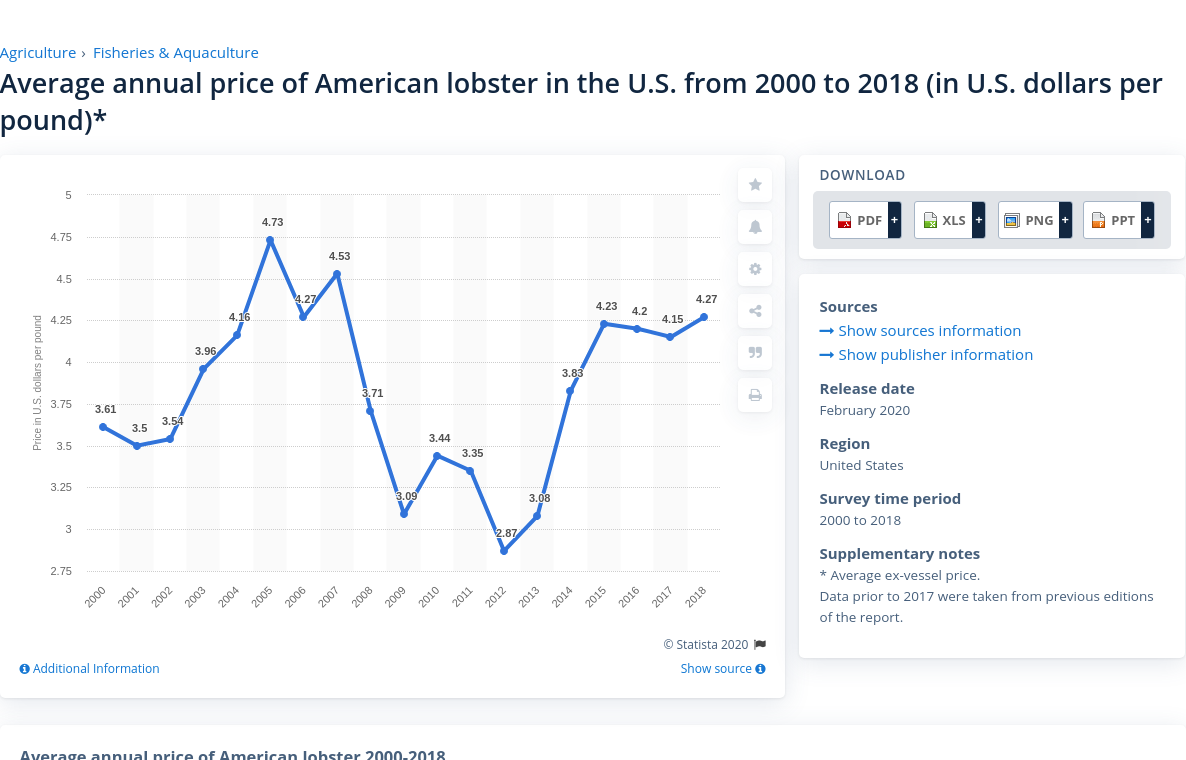 Agriculture › Fisheries & Aquaculture
Average annual price of American lobster in the U.S. from 2000 to 2018 (in U.S. dollars per
pound)*
5
4.75
4.5
4.25
4
3.75
3.5
3.25
3
2.75
Price in U.S. dollars per pound
3.61
3.5
3.54
3.96
4.16
4.73
4.27
4.53
3.71
3.09
3.44
3.35
2.87
3.08
3.83
4.23
4.2
4.15
4.27
2000
2001
2002
2003
2004
2005
2006
2007
2008
2009
2010
2011
2012
2013
2014
2015
2016
2017
2018
© Statista 2020
Additional Information
Show source
DOWNLOAD
PDF +
XLS +
PNG +
PPT +
Sources
Show sources information
Show publisher information
Release date
February 2020
Region
United States
Survey time period
2000 to 2018
Supplementary notes
* Average ex-vessel price.
Data prior to 2017 were taken from previous editions
of the report.
Average annual price of American lobster 2000-2018